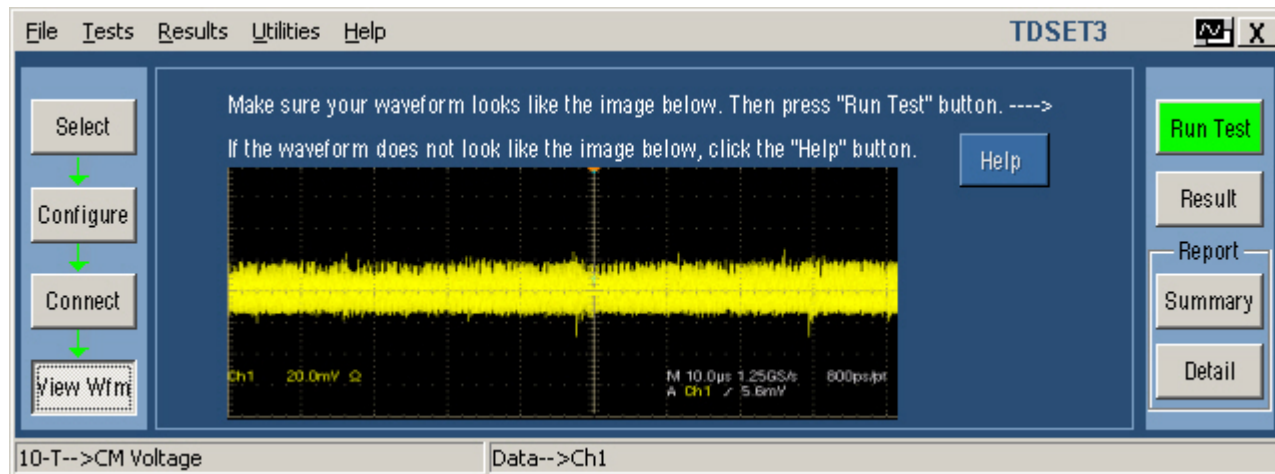 File Tests Results Utilities Help TDSET3 X
Select
Configure
Connect
View Wfm
Make sure your waveform looks like the image below. Then press "Run Test" button. ---->
If the waveform does not look like the image below, click the "Help" button.
Help
Ch1 20.0mV Ω M 10.0µs 1.25GS/s 800ps/pt
A Ch1 / 5.6mV
Run Test
Result
Report
Summary
Detail
10-T-->CM Voltage Data-->Ch1